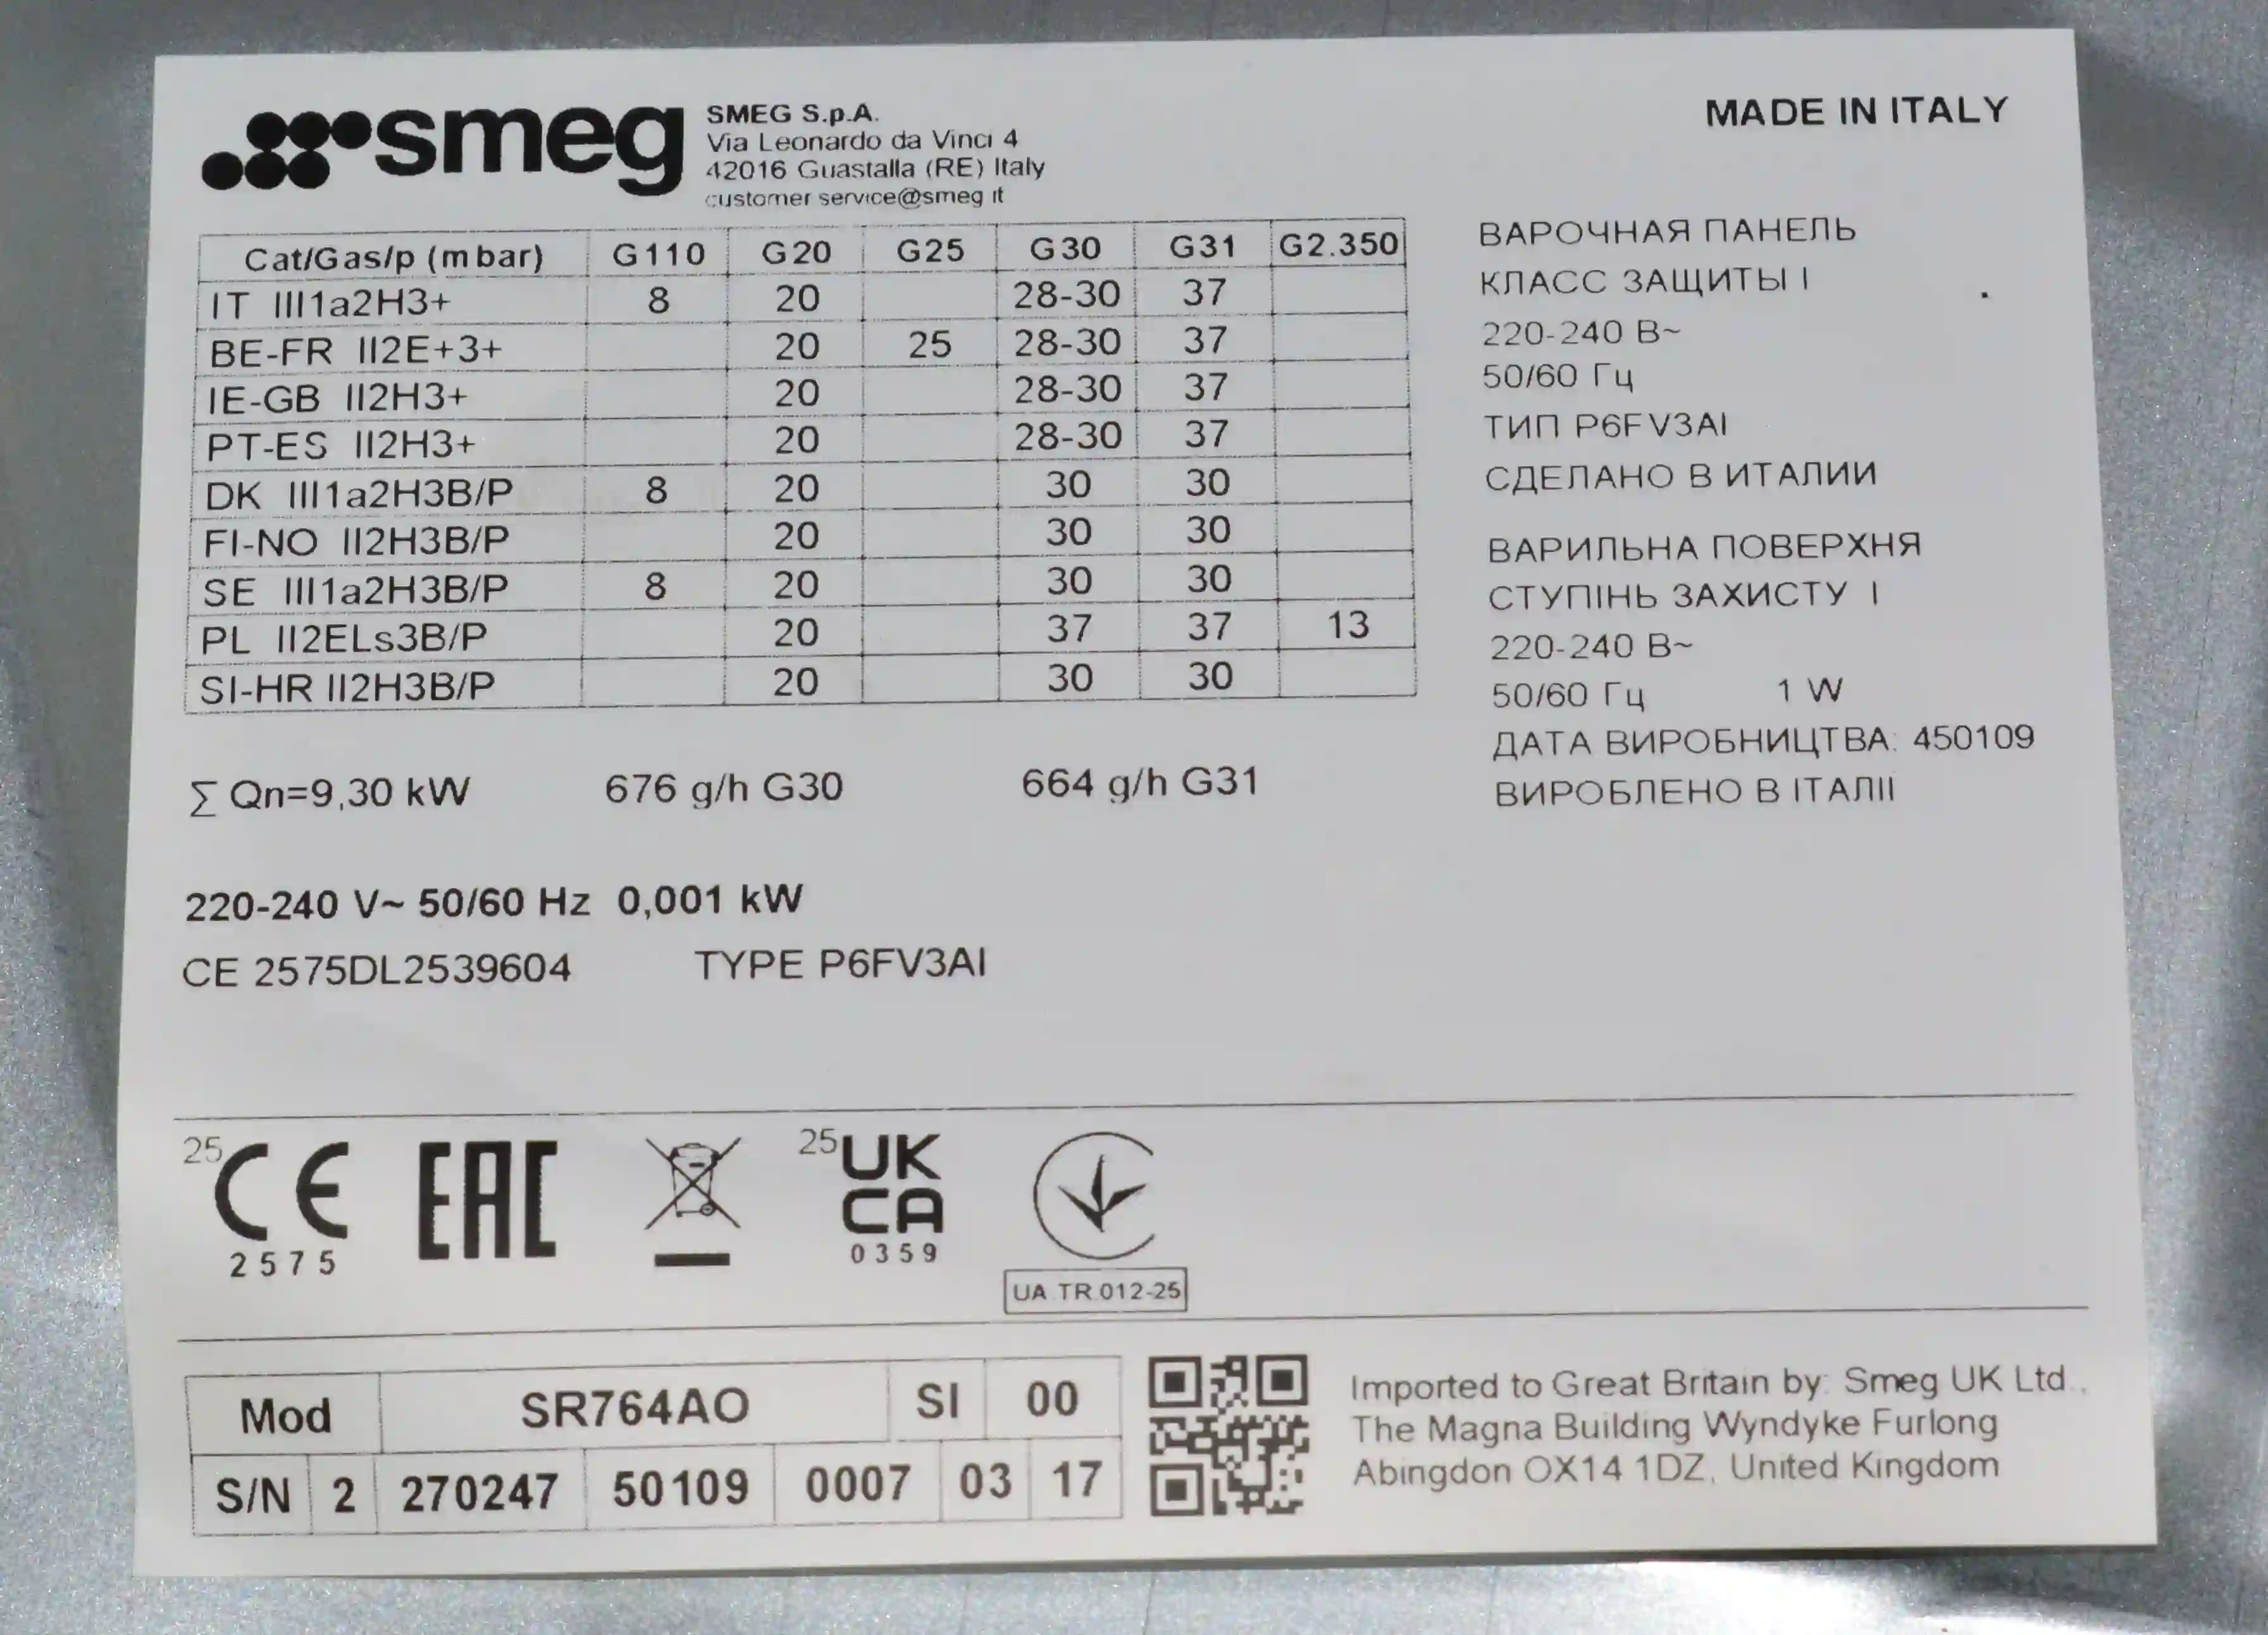 smeg
SMEG S.p.A.
Via Leonardo da Vinci 4
42016 Guastalla (RE) Italy
customer service@smeg it
MADE IN ITALY
Cat/Gas/p (mbar) G110 G20 G25 G30 G31 G2.350
IT III1a2H3+ 8 20 28-30 37
BE-FR II2E+3+ 20 25 28-30 37
IE-GB II2H3+ 20 28-30 37
PT-ES II2H3+ 20 28-30 37
DK III1a2H3B/P 8 20 30 30
FI-NO II2H3B/P 20 30 30
SE III1a2H3B/P 8 20 30 30
PL II2ELs3B/P 20 37 37 13
SI-HR II2H3B/P 20 30 30
∑ Qn=9,30 kW 676 g/h G30 664 g/h G31
220-240 V~ 50/60 Hz 0,001 kW
CE 2575DL2539604 TYPE P6FV3AI
ВАРОЧНАЯ ПАНЕЛЬ
КЛАСС ЗАЩИТЫ I
220-240 В~
50/60 Гц
ТИП P6FV3AI
СДЕЛАНО В ИТАЛИИ
ВАРИЛЬНА ПОВЕРХНЯ
СТУПІНЬ ЗАХИСТУ I
220-240 В~
50/60 Гц 1 W
ДАТА ВИРОБНИЦТВА: 450109
ВИРОБЛЕНО В ІТАЛІІ
25 CE
2575
EAC
25 UK
CA
0359
UA TR 012-25
Mod SR764AO SI 00
S/N 2 270247 50109 0007 03 17
Imported to Great Britain by: Smeg UK Ltd.,
The Magna Building Wyndyke Furlong
Abingdon OX14 1DZ, United Kingdom